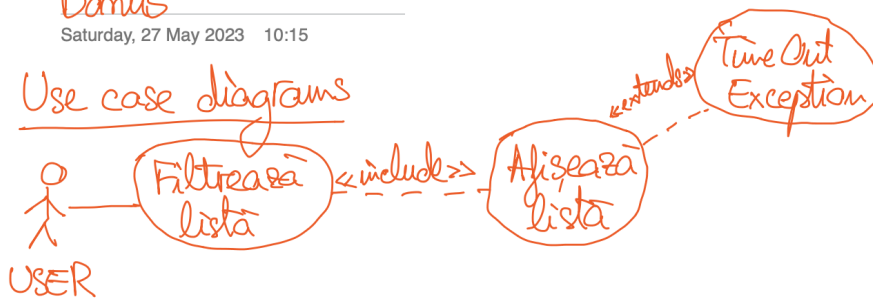 Bonus
Saturday, 27 May 2023 10:15
Use case diagrams
Time Out
Exception
<<extends>>
Filtrează
listă
<<include>>
Afișează
listă
USER